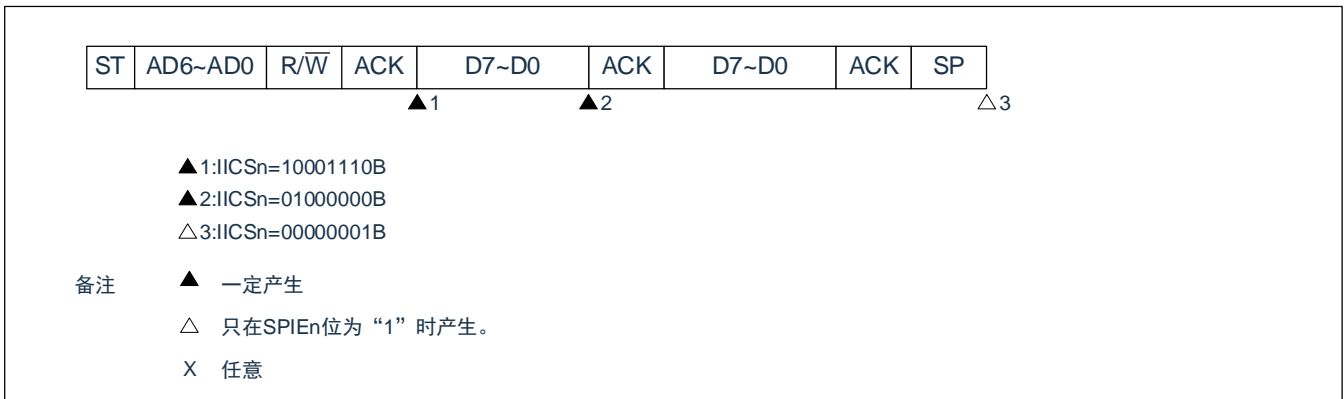 ST AD6~AD0 R/W̅ ACK D7~D0 ACK D7~D0 ACK SP
▲1 ▲2 △3
▲1:IICSn=10001110B
▲2:IICSn=01000000B
△3:IICSn=00000001B
备注 ▲ 一定产生
△ 只在SPIEn位为“1”时产生。
X 任意